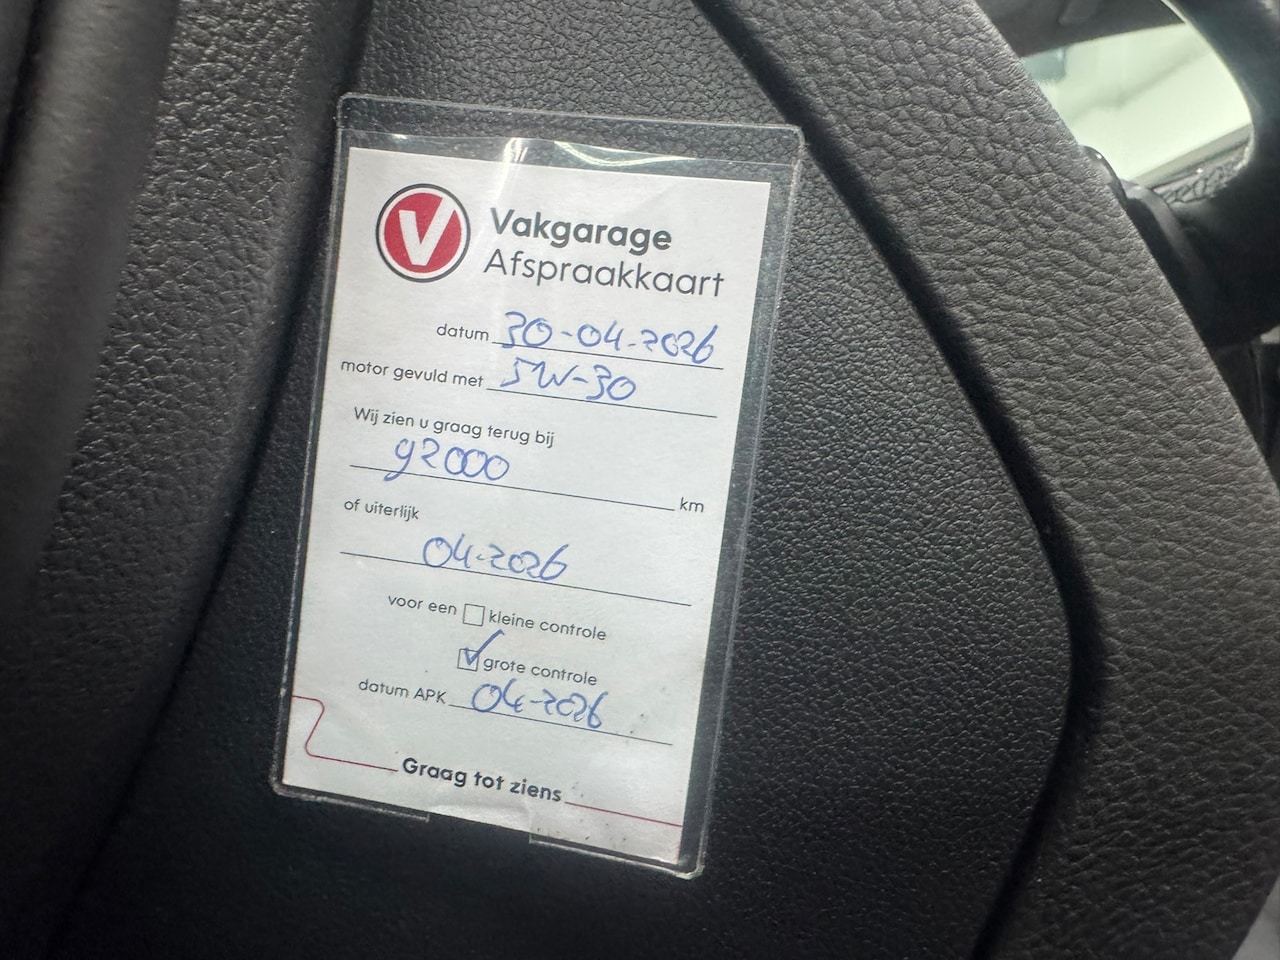 V
Vakgarage
Afspraakkaart
datum 30-04-2026
motor gevuld met 5W-30
Wij zien u graag terug bij
92000 km
of uiterlijk
04-2026
voor een kleine controle
grote controle
datum APK 04-2026
Graag tot ziens